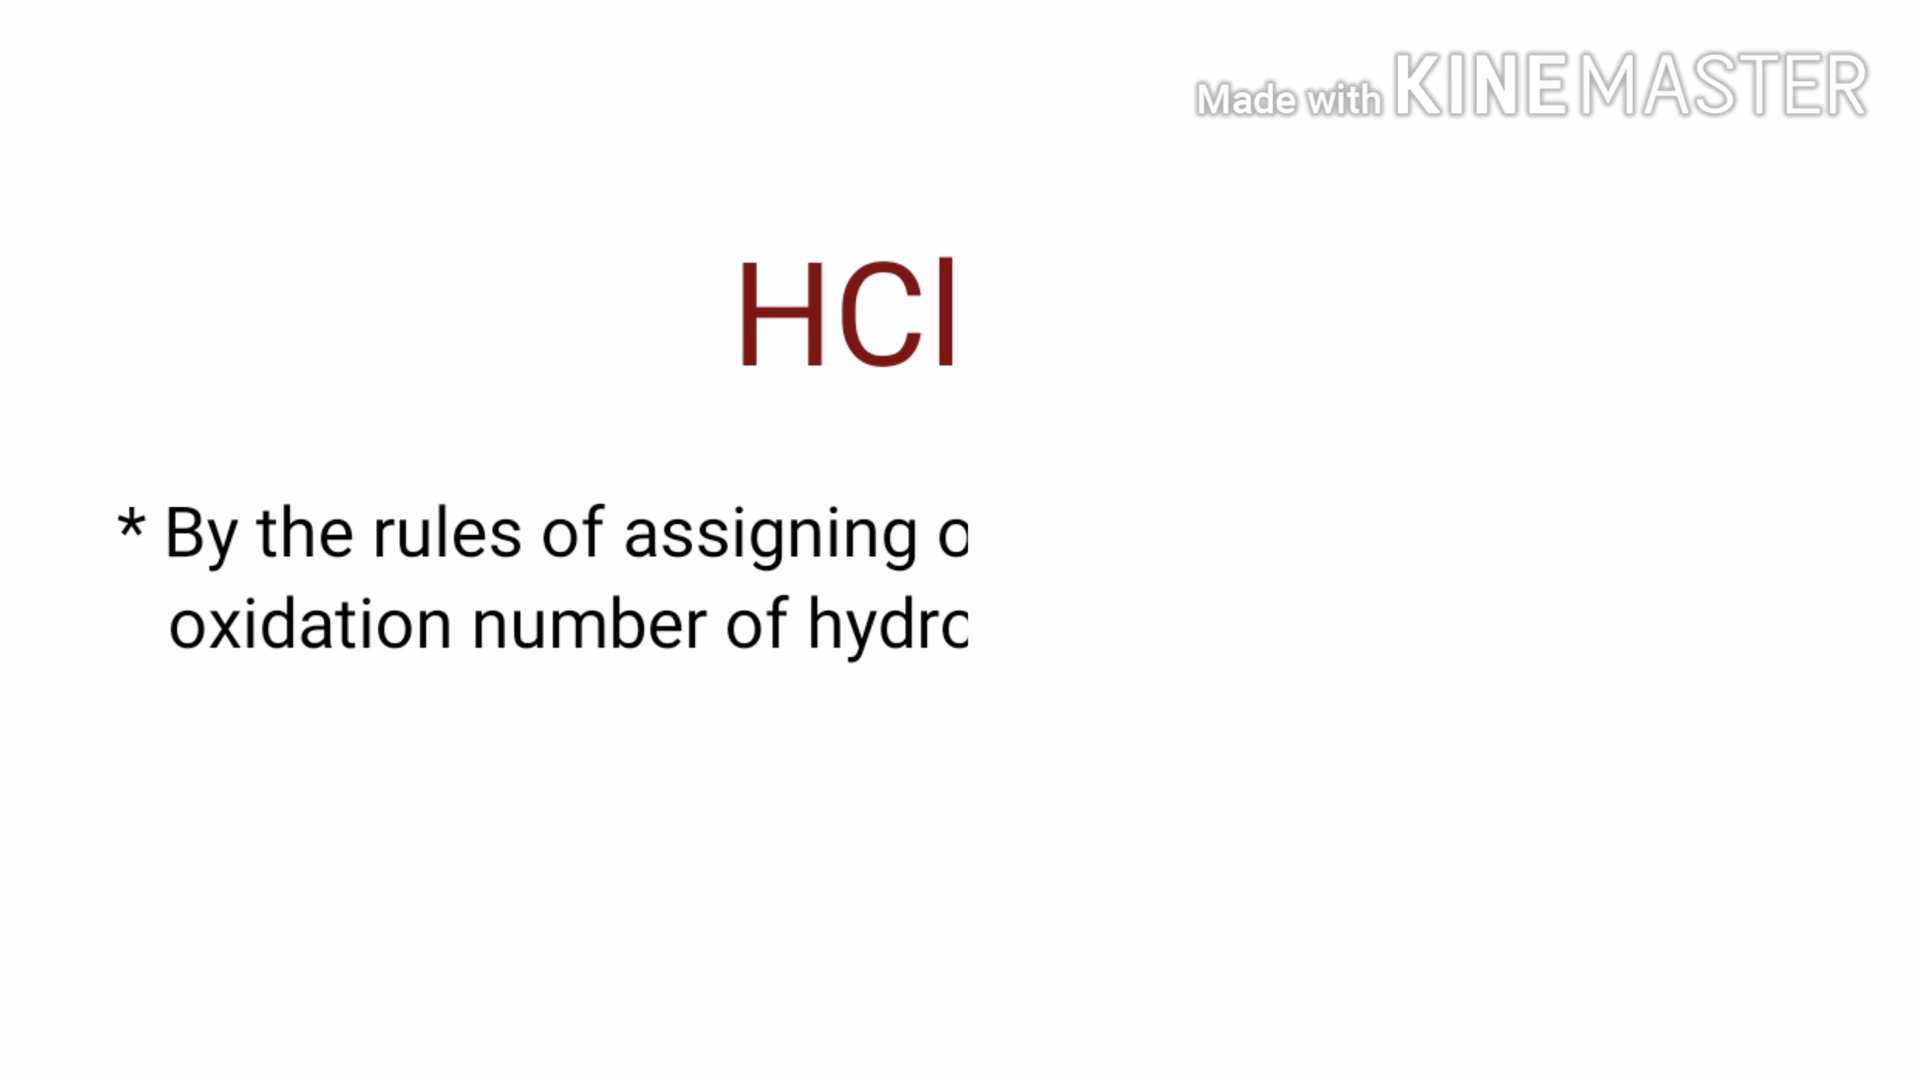 Made with KINEMASTER
HCl
* By the rules of assigning
oxidation number of